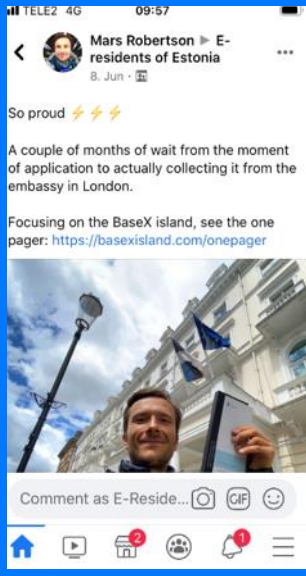 TELE2 4G 09:57
Mars Robertson ▶ E-
residents of Estonia
8. Jun ·
So proud ⚡⚡⚡
A couple of months of wait from the moment
of application to actually collecting it from the
embassy in London.
Focusing on the BaseX island, see the one
pager: https://basexisland.com/onepager
Comment as E-Reside...
GIF
2
1